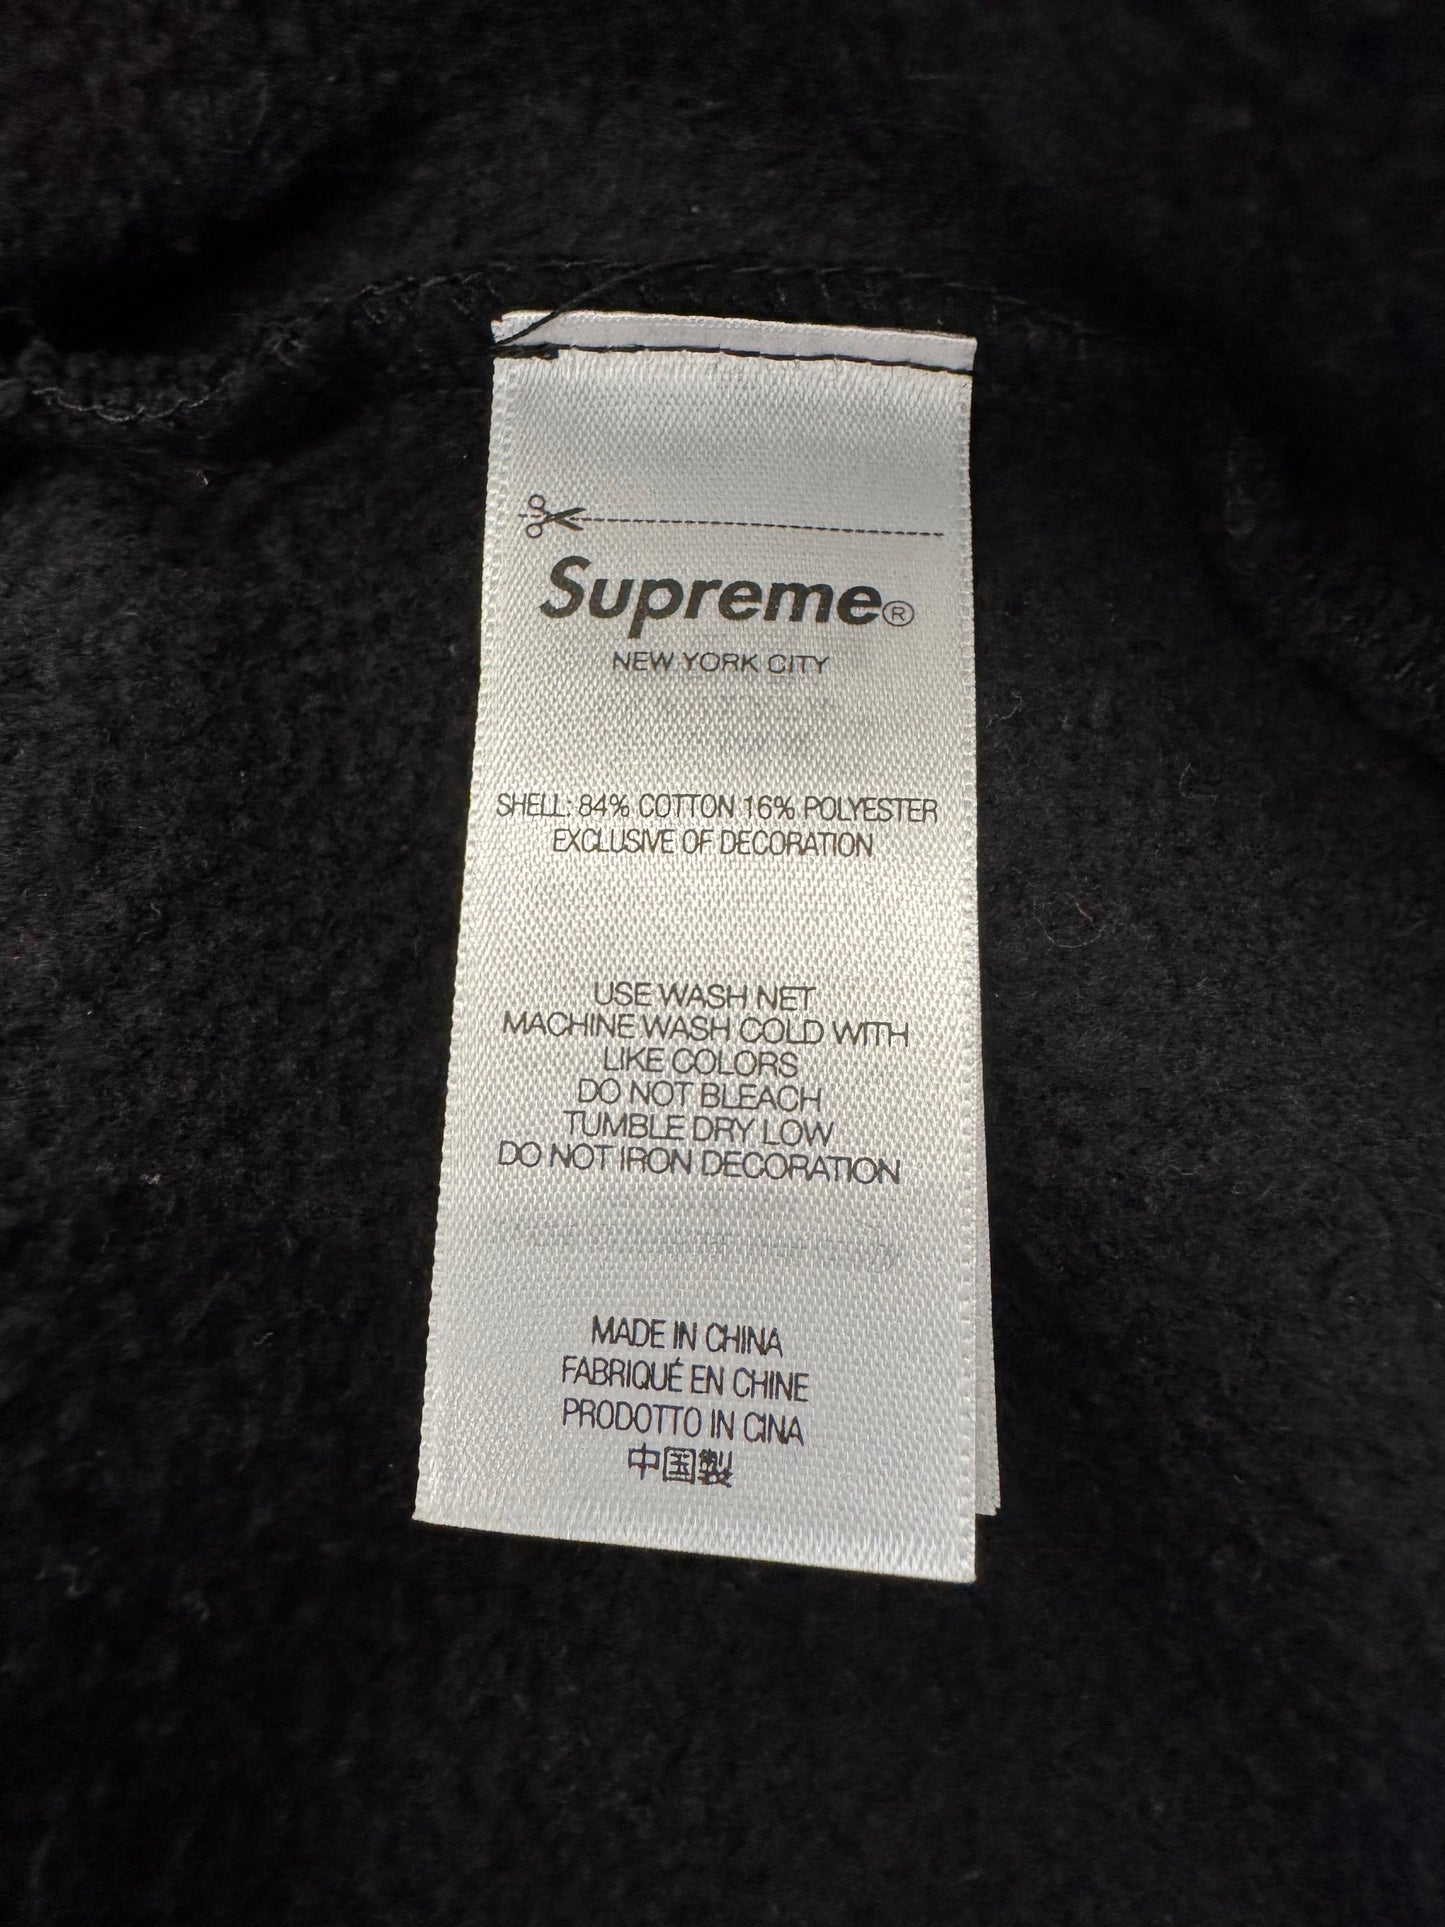 Supreme®
NEW YORK CITY
SHELL: 84% COTTON 16% POLYESTER
EXCLUSIVE OF DECORATION
USE WASH NET
MACHINE WASH COLD WITH
LIKE COLORS
DO NOT BLEACH
TUMBLE DRY LOW
DO NOT IRON DECORATION
MADE IN CHINA
FABRIQUÉ EN CHINE
PRODOTTO IN CINA
中国製